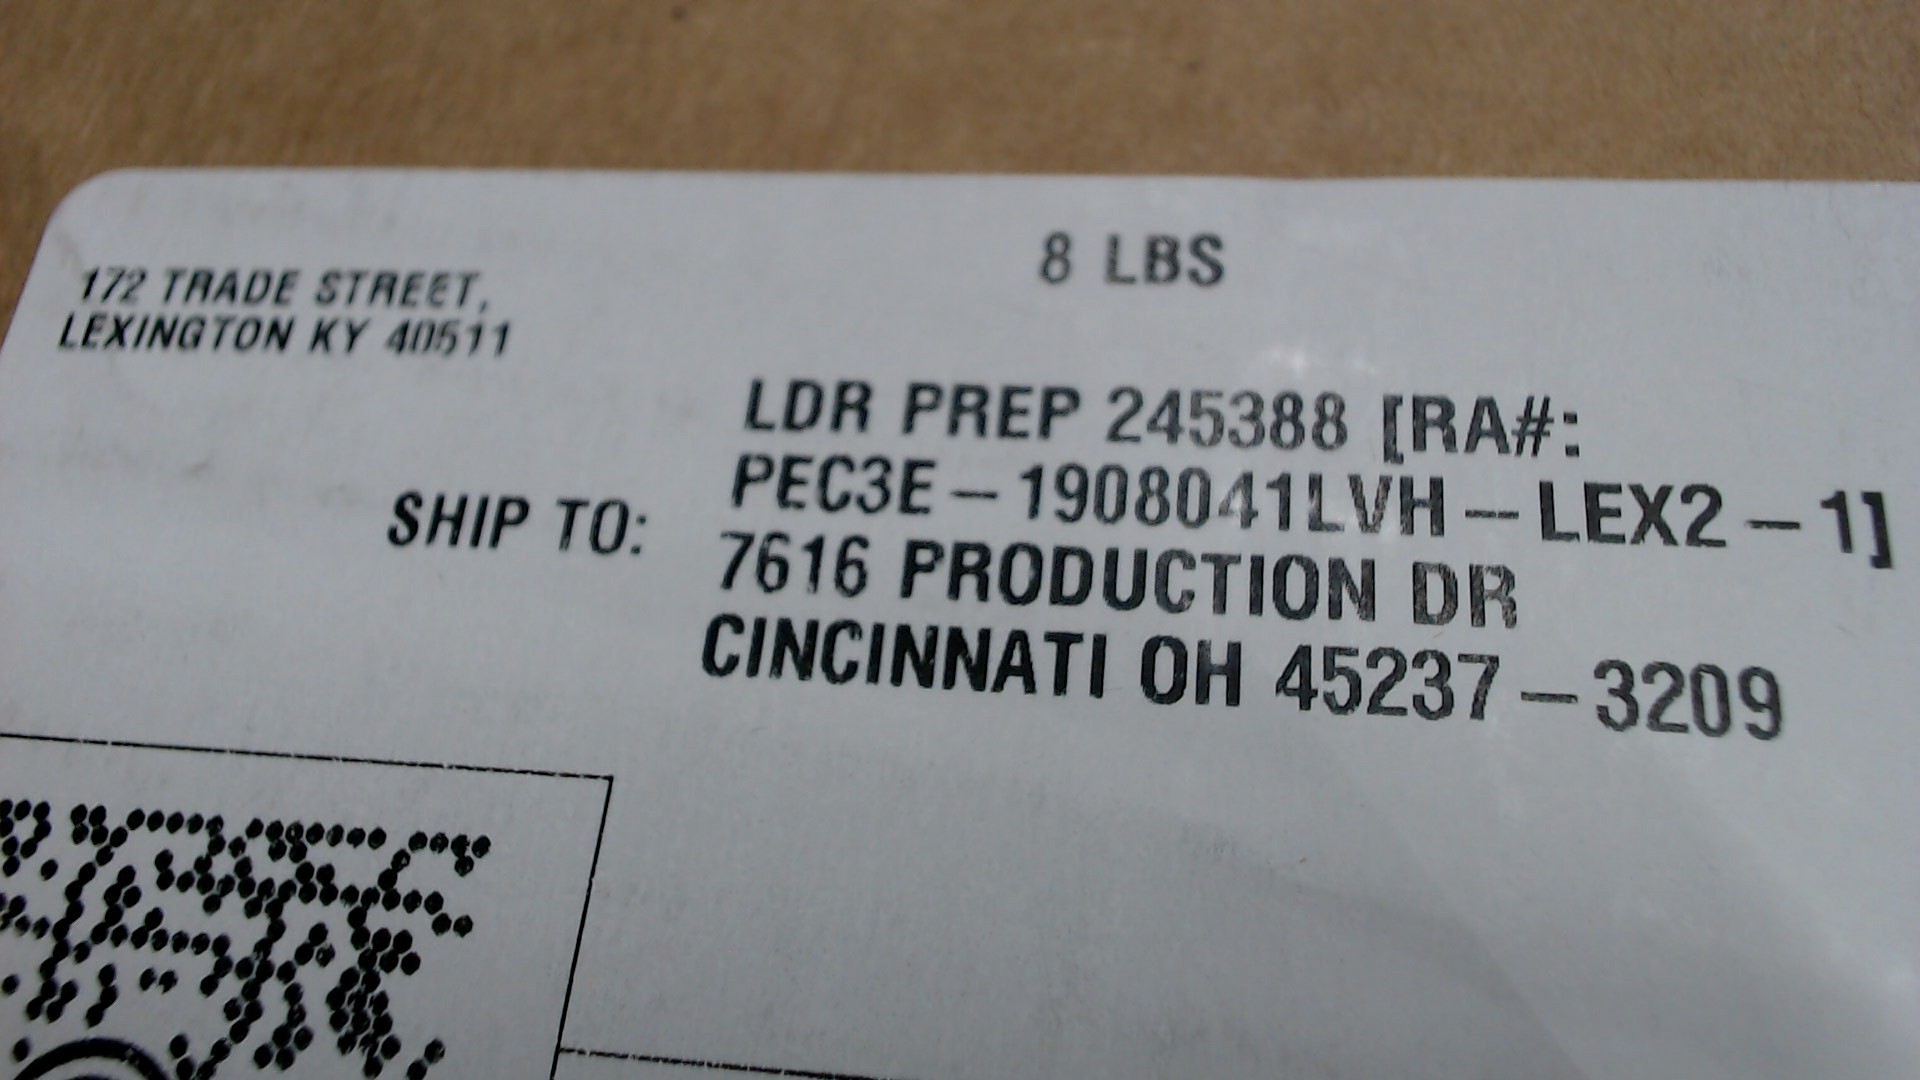 172 TRADE STREET,
LEXINGTON KY 40511
8 LBS
LDR PREP 245388 [RA#:
PEC3E-1908041LVH-LEX2-1]
SHIP TO:
7616 PRODUCTION DR
CINCINNATI OH 45237-3209